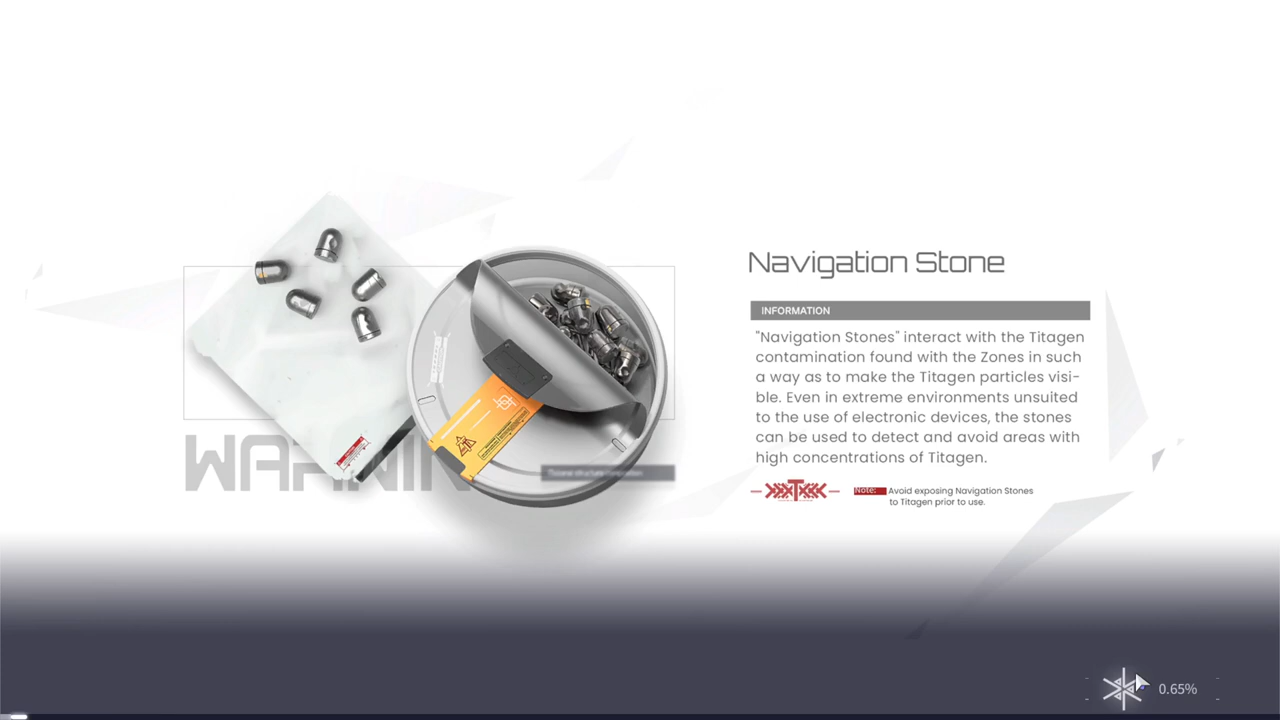 Navigation Stone
INFORMATION
"Navigation Stones" interact with the Titagen
contamination found with the Zones in such
a way as to make the Titagen particles visi-
ble. Even in extreme environments unsuited
to the use of electronic devices, the stones
can be used to detect and avoid areas with
high concentrations of Titagen.
Note: Avoid exposing Navigation Stones
to Titagen prior to use.
WARNIN
0.65%